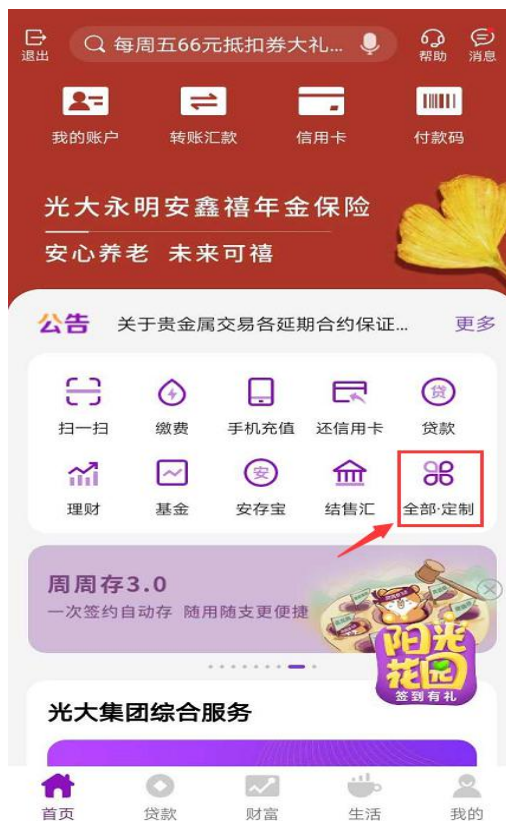 退出
每周五66元抵扣券大礼...
帮助
消息
我的账户
转账汇款
信用卡
付款码
光大永明安鑫禧年金保险
安心养老 未来可禧
公告
关于贵金属交易各延期合约保证...
更多
扫一扫
缴费
手机充值
还信用卡
贷
贷款
理财
基金
安
安存宝
结售汇
全部·定制
周周存3.0
一次签约自动存 随用随支更便捷
阳光
花园
签到有礼
光大集团综合服务
首页
贷款
财富
生活
我的